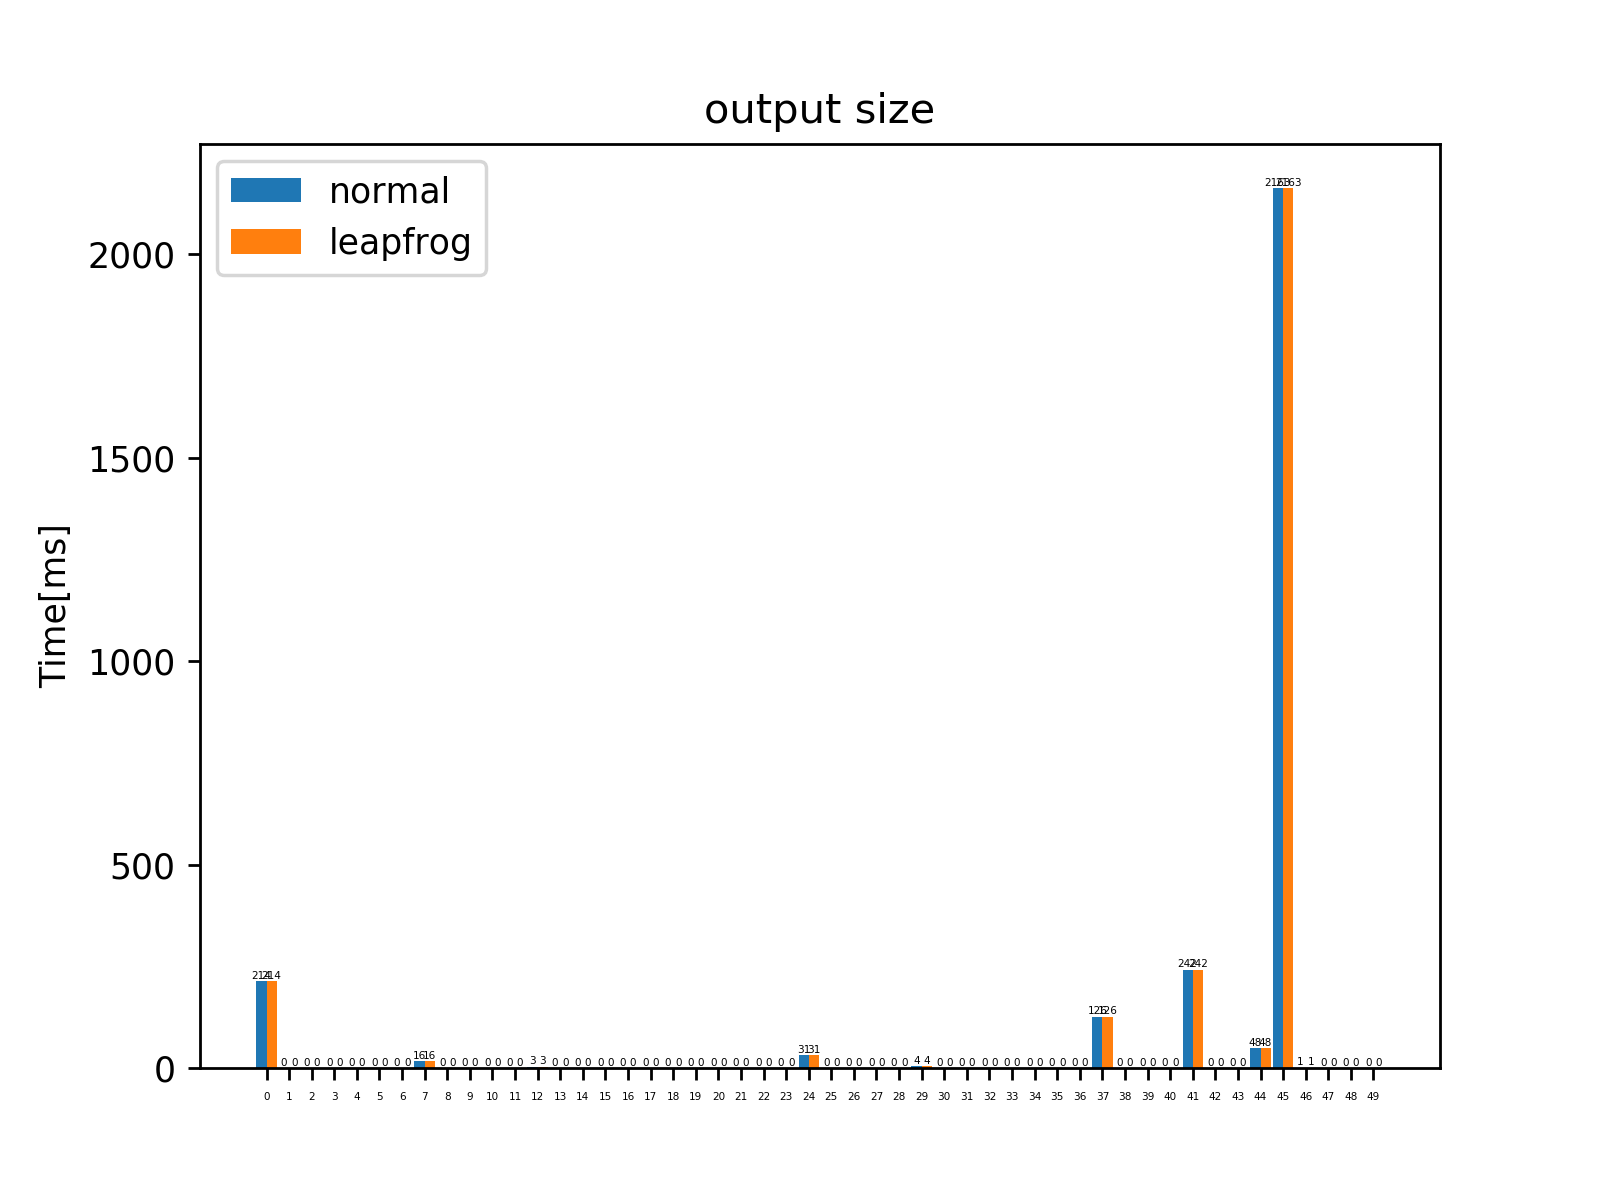 output size
normal
leapfrog
Time[ms]
2000
1500
1000
500
0
214 214 0 0 0 0 0 0 0 0 0 0 0 0 16 16 0 0 0 0 0 0 0 0 3 3 0 0 0 0 0 0 0 0 0 0 0 0 0 0 0 0 0 0 0 0 0 0 31 31 0 0 0 0 0 0 0 0 4 4 0 0 0 0 0 0 0 0 0 0 0 0 0 0 126 126 0 0 0 0 0 0 242 242 0 0 0 0 48 48 2163 2163 1 1 0 0 0 0 0 0
0 1 2 3 4 5 6 7 8 9 10 11 12 13 14 15 16 17 18 19 20 21 22 23 24 25 26 27 28 29 30 31 32 33 34 35 36 37 38 39 40 41 42 43 44 45 46 47 48 49